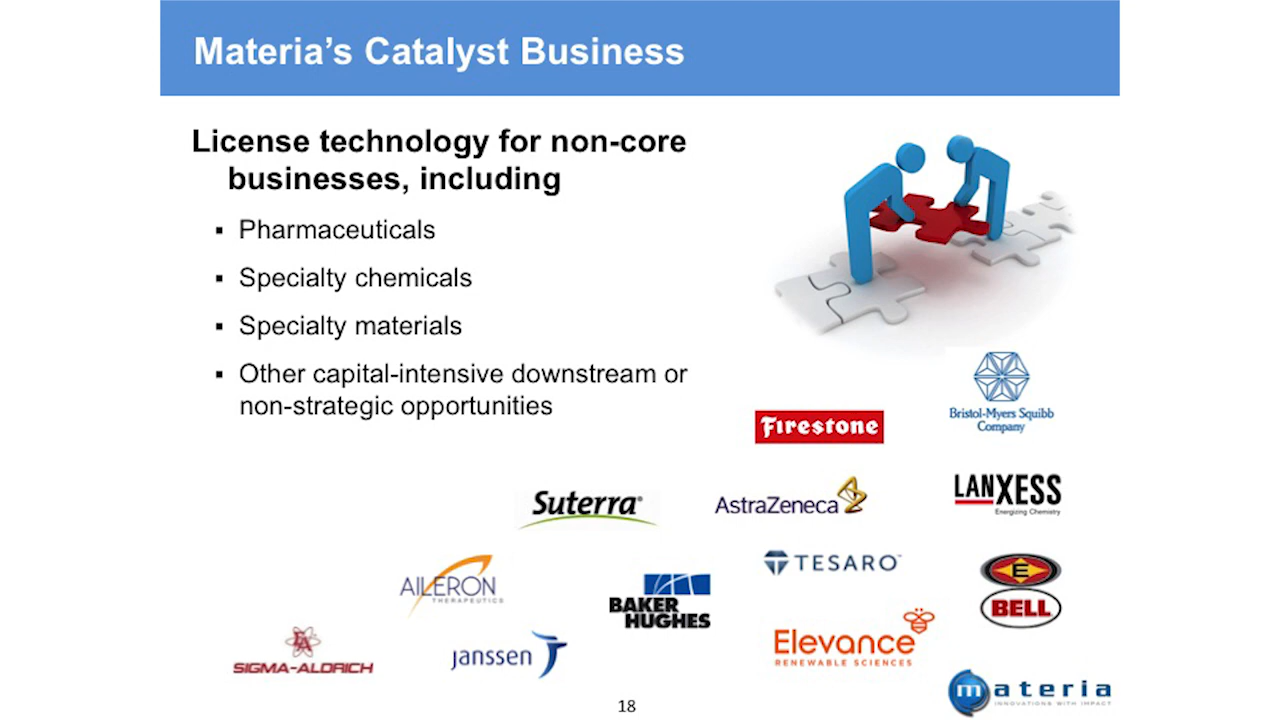 Materia's Catalyst Business
License technology for non-core
businesses, including
▪ Pharmaceuticals
▪ Specialty chemicals
▪ Specialty materials
▪ Other capital-intensive downstream or
non-strategic opportunities
Bristol-Myers Squibb
Company
Firestone
Suterra®
AstraZeneca
LANXESS
Energizing Chemistry
AILERON
THERAPEUTICS
BAKER
HUGHES
TESARO™
E
BELL
SA
SIGMA-ALDRICH
janssen
Elevance
RENEWABLE SCIENCES
materia
INNOVATIONS WITH IMPACT
18